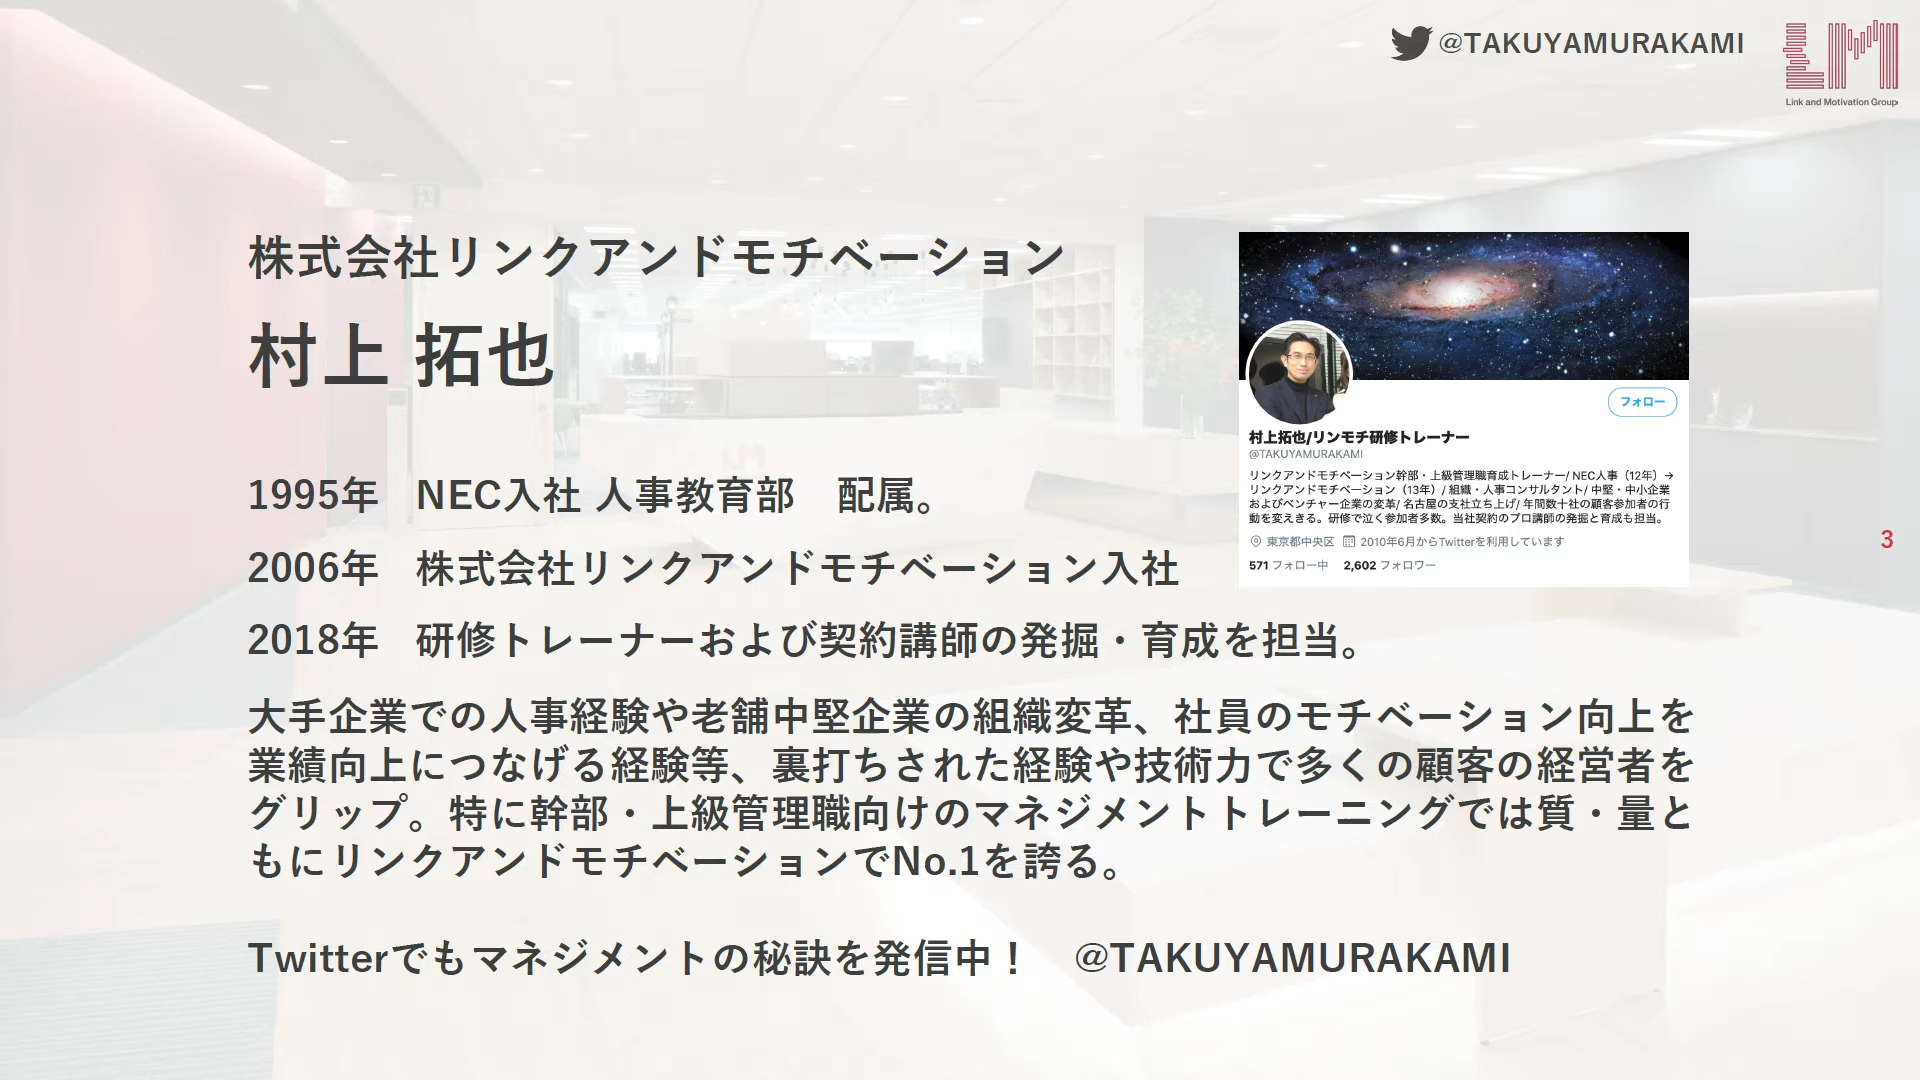 @TAKUYAMURAKAMI
Link and Motivation Group
株式会社リンクアンドモチベーション
村上 拓也
1995年　NEC入社 人事教育部　配属。
2006年　株式会社リンクアンドモチベーション入社
2018年　研修トレーナーおよび契約講師の発掘・育成を担当。
フォロー
村上拓也/リンモチ研修トレーナー
@TAKUYAMURAKAMI
リンクアンドモチベーション幹部・上級管理職育成トレーナー/ NEC人事（12年）→
リンクアンドモチベーション（13年）/ 組織・人事コンサルタント/ 中堅・中小企業
およびベンチャー企業の変革/ 名古屋の支社立ち上げ/ 年間数十社の顧客参加者の行
動を変えきる。研修で泣く参加者多数。当社契約のプロ講師の発掘と育成も担当。
東京都中央区 2010年6月からTwitterを利用しています
571 フォロー中 2,602 フォロワー
3
大手企業での人事経験や老舗中堅企業の組織変革、社員のモチベーション向上を
業績向上につなげる経験等、裏打ちされた経験や技術力で多くの顧客の経営者を
グリップ。特に幹部・上級管理職向けのマネジメントトレーニングでは質・量と
もにリンクアンドモチベーションでNo.1を誇る。
Twitterでもマネジメントの秘訣を発信中！　@TAKUYAMURAKAMI